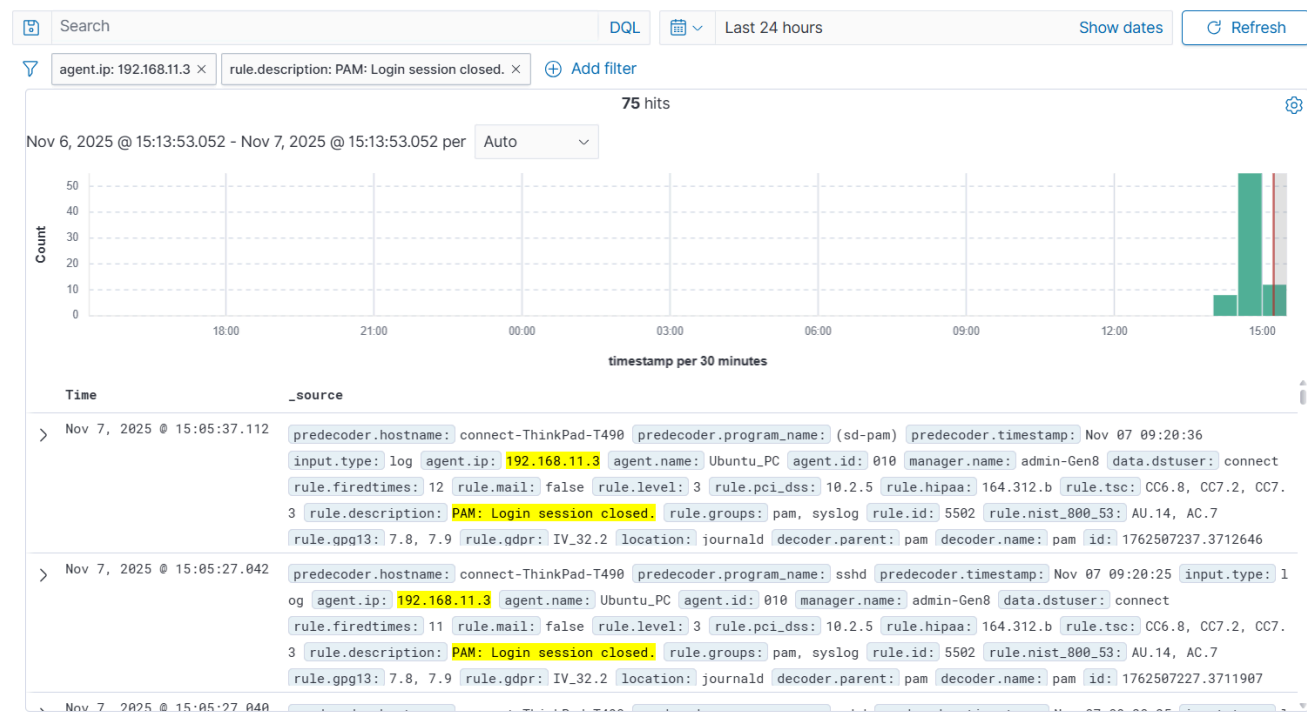 Search DQL Last 24 hours Show dates Refresh
agent.ip: 192.168.11.3 × rule.description: PAM: Login session closed. × Add filter
75 hits
Nov 6, 2025 @ 15:13:53.052 - Nov 7, 2025 @ 15:13:53.052 per Auto
50
40
30
20
10
0
Count
18:00 21:00 00:00 03:00 06:00 09:00 12:00 15:00
timestamp per 30 minutes
Time _source
Nov 7, 2025 @ 15:05:37.112 predecoder.hostname: connect-ThinkPad-T490 predecoder.program_name: (sd-pam) predecoder.timestamp: Nov 07 09:20:36
input.type: log agent.ip: 192.168.11.3 agent.name: Ubuntu_PC agent.id: 010 manager.name: admin-Gen8 data.dstuser: connect
rule.firedtimes: 12 rule.mail: false rule.level: 3 rule.pci_dss: 10.2.5 rule.hipaa: 164.312.b rule.tsc: CC6.8, CC7.2, CC7.
3 rule.description: PAM: Login session closed. rule.groups: pam, syslog rule.id: 5502 rule.nist_800_53: AU.14, AC.7
rule.gpg13: 7.8, 7.9 rule.gdpr: IV_32.2 location: journald decoder.parent: pam decoder.name: pam id: 1762507237.3712646
Nov 7, 2025 @ 15:05:27.042 predecoder.hostname: connect-ThinkPad-T490 predecoder.program_name: sshd predecoder.timestamp: Nov 07 09:20:25 input.type: l
og agent.ip: 192.168.11.3 agent.name: Ubuntu_PC agent.id: 010 manager.name: admin-Gen8 data.dstuser: connect
rule.firedtimes: 11 rule.mail: false rule.level: 3 rule.pci_dss: 10.2.5 rule.hipaa: 164.312.b rule.tsc: CC6.8, CC7.2, CC7.
3 rule.description: PAM: Login session closed. rule.groups: pam, syslog rule.id: 5502 rule.nist_800_53: AU.14, AC.7
rule.gpg13: 7.8, 7.9 rule.gdpr: IV_32.2 location: journald decoder.parent: pam decoder.name: pam id: 1762507227.3711907
Nov 7, 2025 @ 15:05:27.040